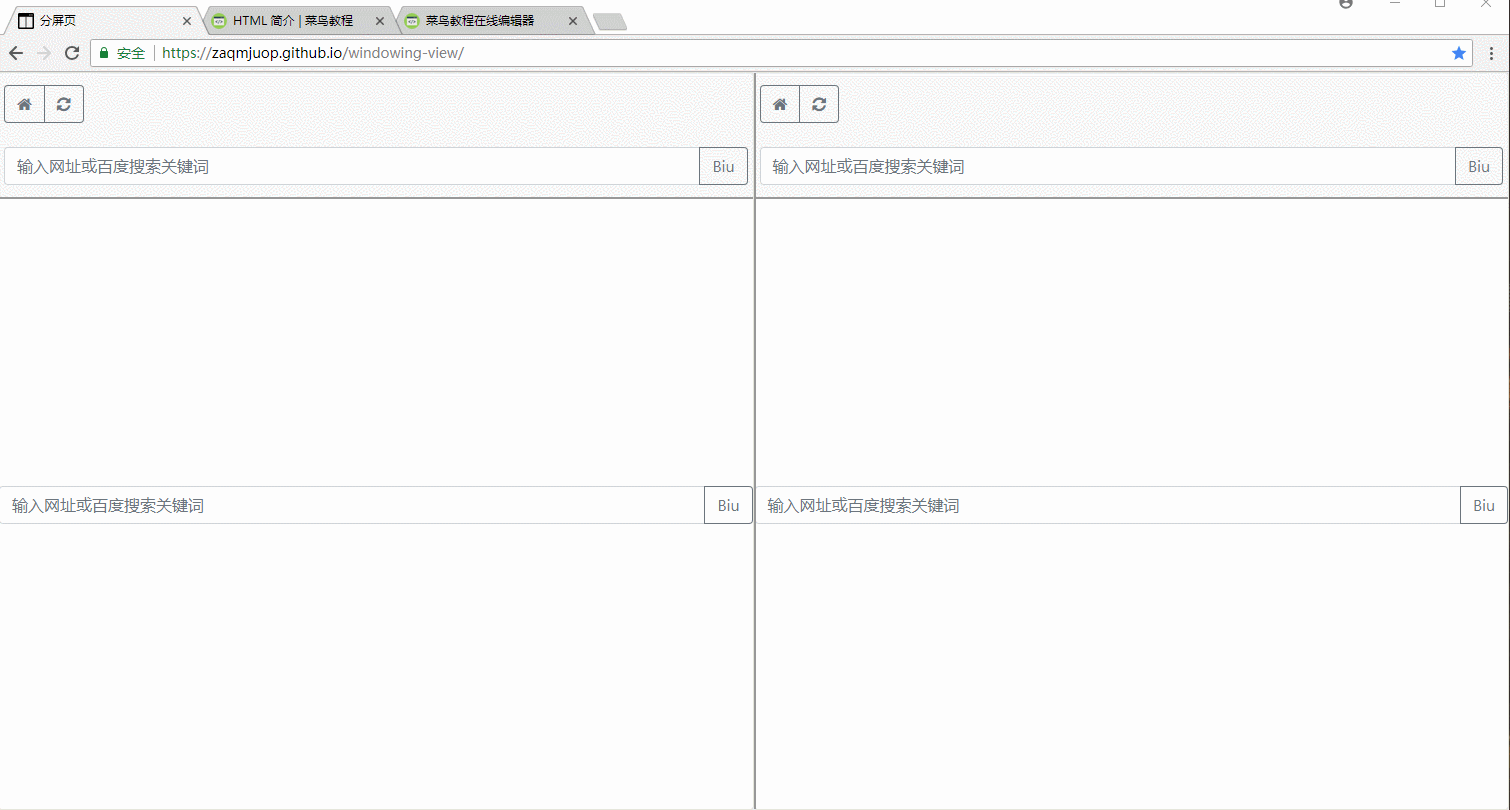 分屏页
HTML 简介 | 菜鸟教程
菜鸟教程在线编辑器
安全 | https://zaqmjuop.github.io/windowing-view/
输入网址或百度搜索关键词 Biu
输入网址或百度搜索关键词 Biu
输入网址或百度搜索关键词 Biu
输入网址或百度搜索关键词 Biu